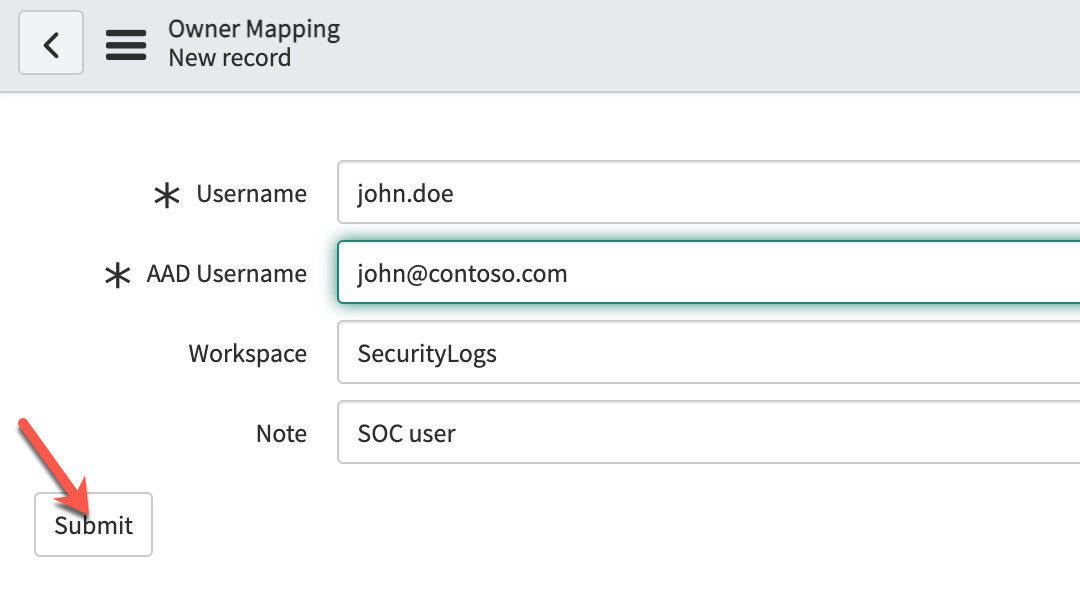 Owner Mapping
New record
* Username john.doe
* AAD Username john@contoso.com
Workspace SecurityLogs
Note SOC user
Submit